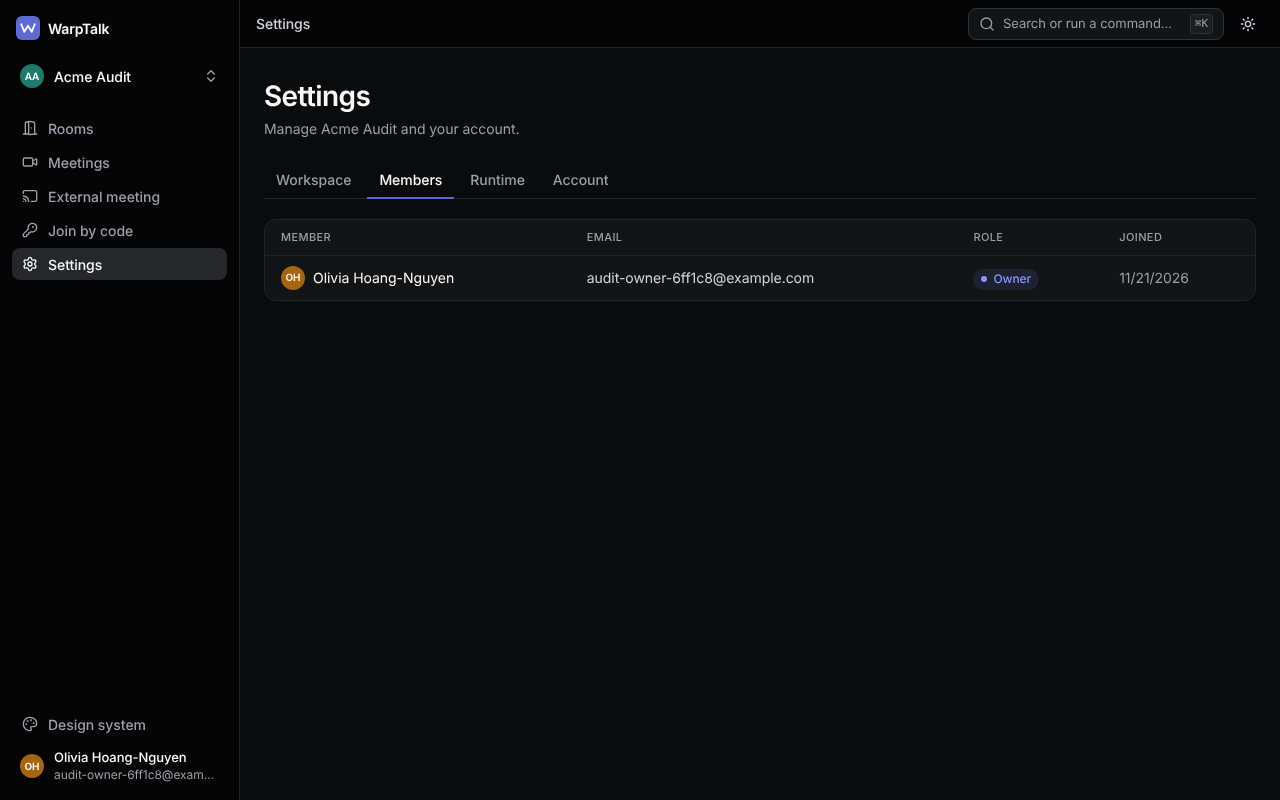 WarpTalk
AA
Acme Audit
Rooms
Meetings
External meeting
Join by code
Settings
Design system
OH
Olivia Hoang-Nguyen
audit-owner-6ff1c8@exam...
Settings
Search or run a command...
⌘K
Settings
Manage Acme Audit and your account.
Workspace Members Runtime Account
MEMBER EMAIL ROLE JOINED
OH Olivia Hoang-Nguyen audit-owner-6ff1c8@example.com Owner 11/21/2026